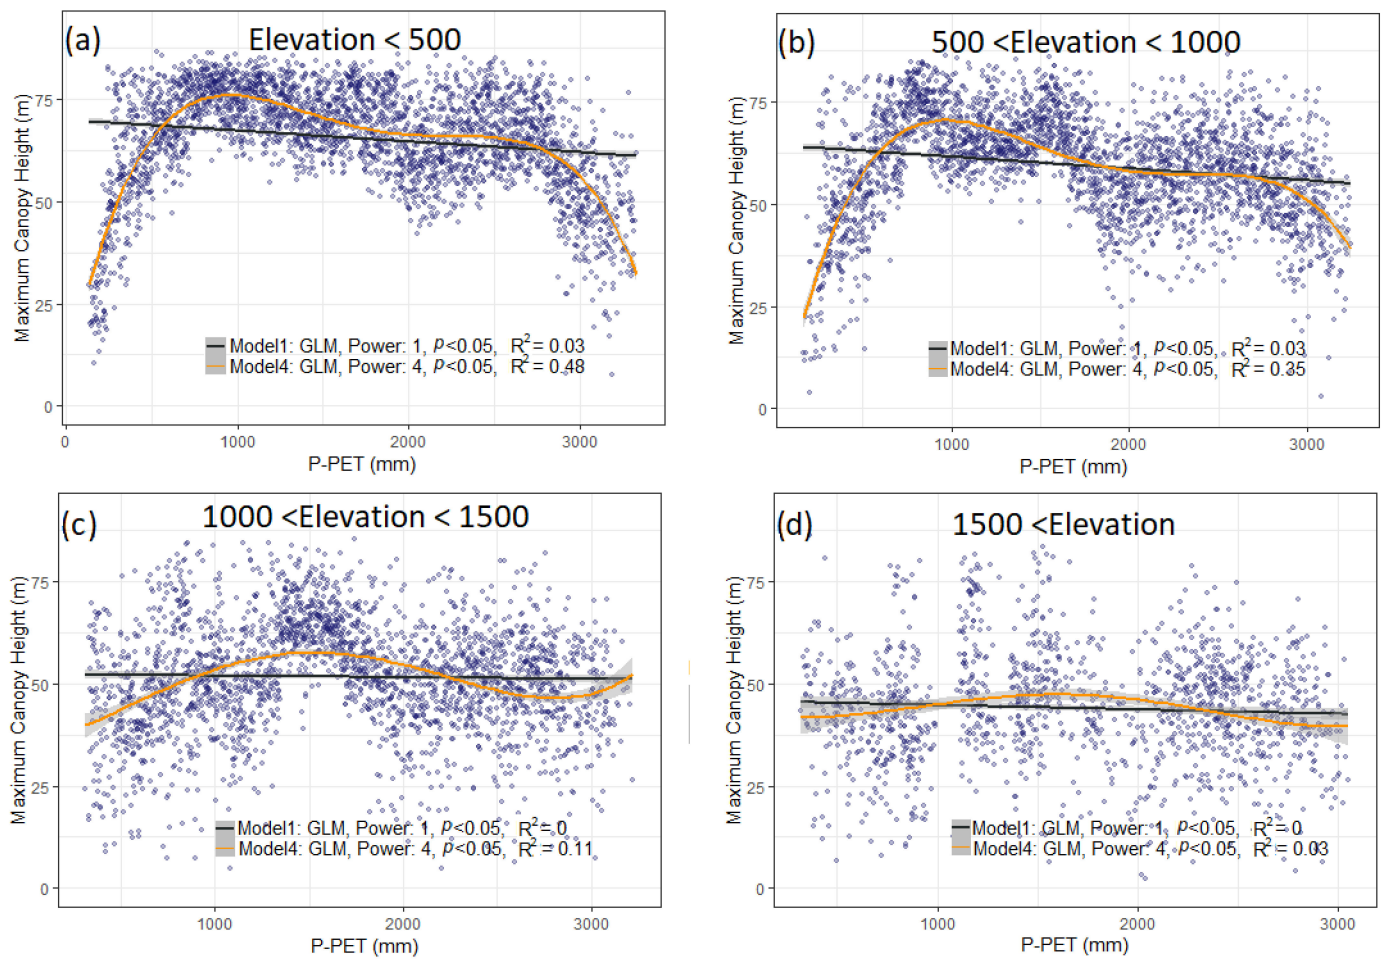 (a) Elevation < 500
Maximum Canopy Height (m)
75
50
25
0
Model1: GLM, Power: 1, p<0.05, R2= 0.03
Model4: GLM, Power: 4, p<0.05, R2= 0.48
0 1000 2000 3000
P-PET (mm)
(b) 500 <Elevation < 1000
Maximum Canopy Height (m)
75
50
25
0
Model1: GLM, Power: 1, p<0.05, R2= 0.03
Model4: GLM, Power: 4, p<0.05, R2= 0.35
1000 2000 3000
P-PET (mm)
(c) 1000 <Elevation < 1500
Maximum Canopy Height (m)
75
50
25
0
Model1: GLM, Power: 1, p<0.05, R2= 0
Model4: GLM, Power: 4, p<0.05, R2= 0.11
1000 2000 3000
P-PET (mm)
(d) 1500 <Elevation
Maximum Canopy Height (m)
75
50
25
0
Model1: GLM, Power: 1, p<0.05, R2= 0
Model4: GLM, Power: 4, p<0.05, R2= 0.03
1000 2000 3000
P-PET (mm)